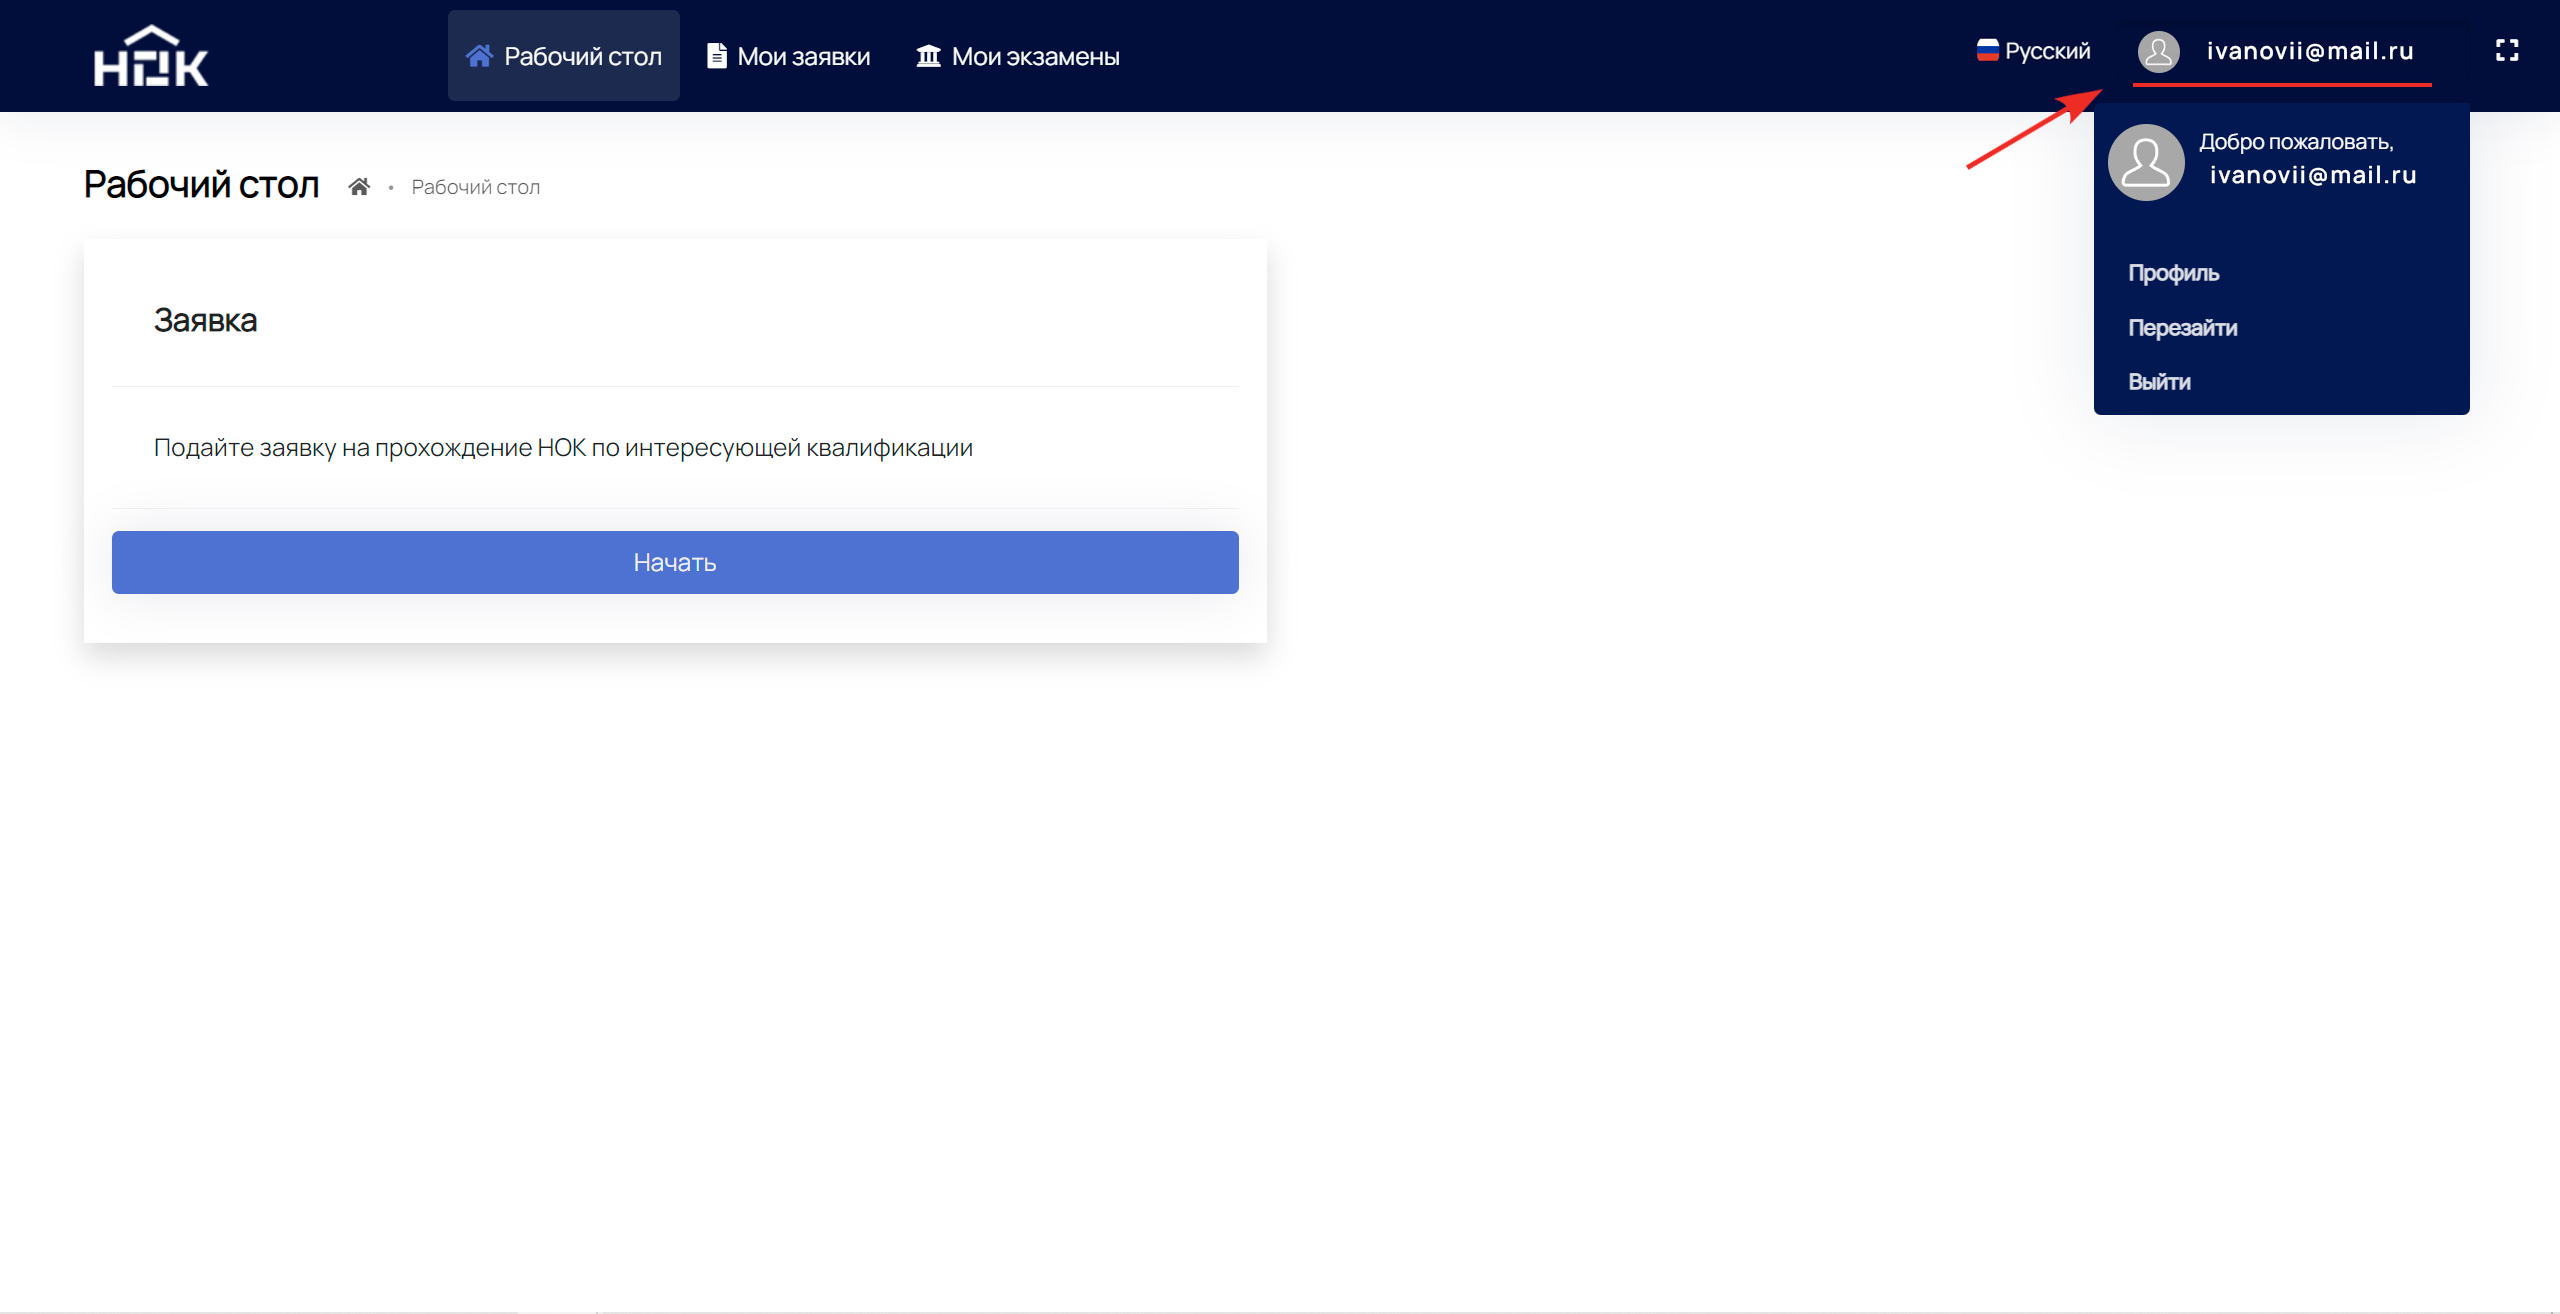 НОК
Рабочий стол
Мои заявки
Мои экзамены
Русский
ivanovii@mail.ru
Добро пожаловать,
ivanovii@mail.ru
Профиль
Перезайти
Выйти
Рабочий стол • Рабочий стол
Заявка
Подайте заявку на прохождение НОК по интересующей квалификации
Начать